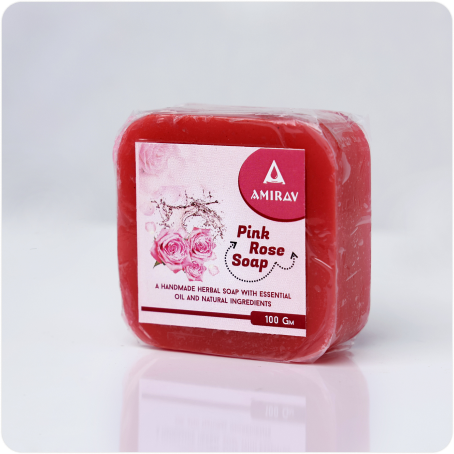 AMIRAV
Pink
Rose
Soap
A HANDMADE HERBAL SOAP WITH ESSENTIAL
OIL AND NATURAL INGREDIENTS
100 GM